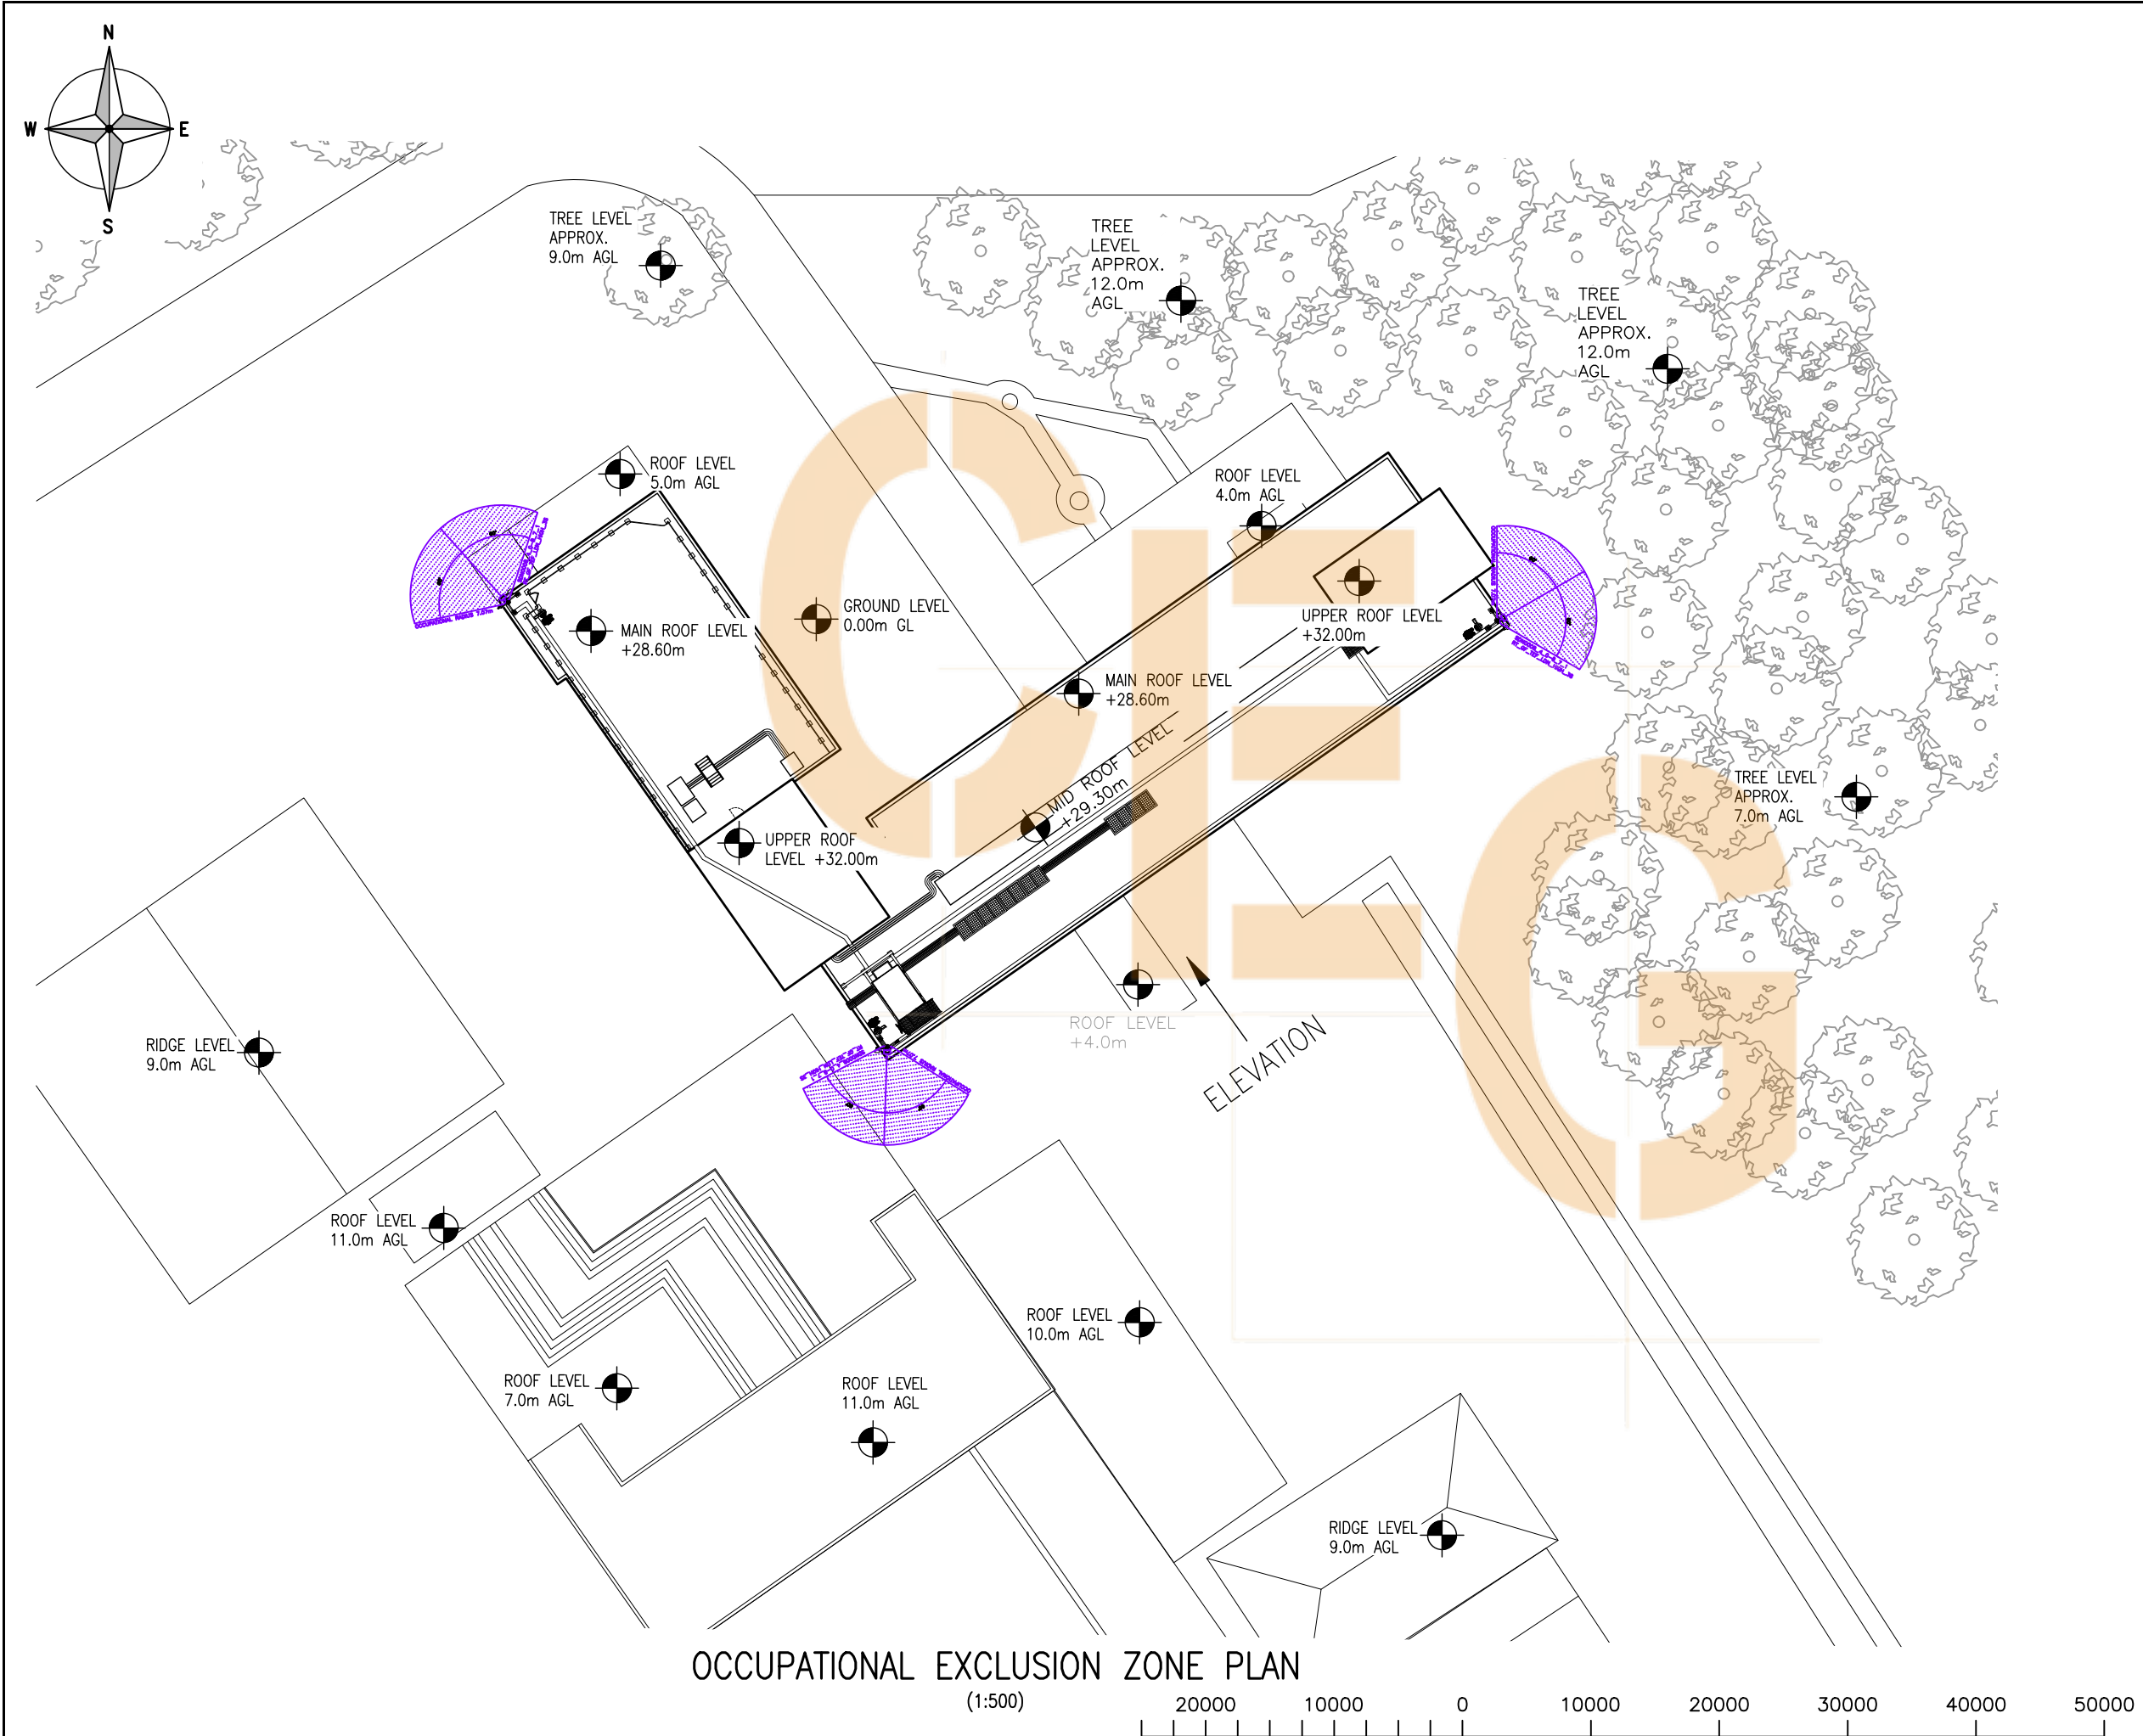 N
W E
S
TREE LEVEL
APPROX.
9.0m AGL
TREE
LEVEL
APPROX.
12.0m
AGL
TREE
LEVEL
APPROX.
12.0m
AGL
ROOF LEVEL
5.0m AGL
ROOF LEVEL
4.0m AGL
GROUND LEVEL
0.00m GL
MAIN ROOF LEVEL
+28.60m
UPPER ROOF LEVEL
+32.00m
MAIN ROOF LEVEL
+28.60m
MID ROOF LEVEL
+29.30m
TREE LEVEL
APPROX.
7.0m AGL
UPPER ROOF
LEVEL +32.00m
ROOF LEVEL
+4.0m
ELEVATION
RIDGE LEVEL
9.0m AGL
ROOF LEVEL
11.0m AGL
ROOF LEVEL
10.0m AGL
ROOF LEVEL
7.0m AGL
ROOF LEVEL
11.0m AGL
RIDGE LEVEL
9.0m AGL
CEG
OCCUPATIONAL EXCLUSION ZONE PLAN
(1:500)
20000 10000 0 10000 20000 30000 40000 50000